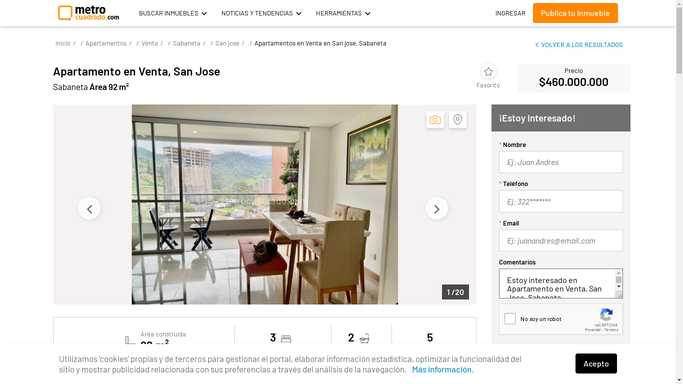 metro
cuadrado.com
BUSCAR INMUEBLES
NOTICIAS Y TENDENCIAS
HERRAMIENTAS
INGRESAR
Publica tu Inmueble
Inicio / / Apartamentos / / Venta / / Sabaneta / / San jose / / Apartamentos en Venta en San jose, Sabaneta
VOLVER A LOS RESULTADOS
Apartamento en Venta, San Jose
Sabaneta Área 92 m²
Favorito
Precio
$460.000.000
1 / 20
¡Estoy Interesado!
* Nombre
Ej: Juan Andres
* Teléfono
Ej: 322*******
* Email
Ej: juanandres@email.com
Comentarios
Estoy interesado en
Apartamento en Venta, San
Jose, Sabaneta
No soy un robot
reCAPTCHA
Privacidad - Términos
Área construida
92 m²
3
2
5
Utilizamos 'cookies' propias y de terceros para gestionar el portal, elaborar información estadística, optimizar la funcionalidad del
sitio y mostrar publicidad relacionada con sus preferencias a través del análisis de la navegación. Más información.
Acepto